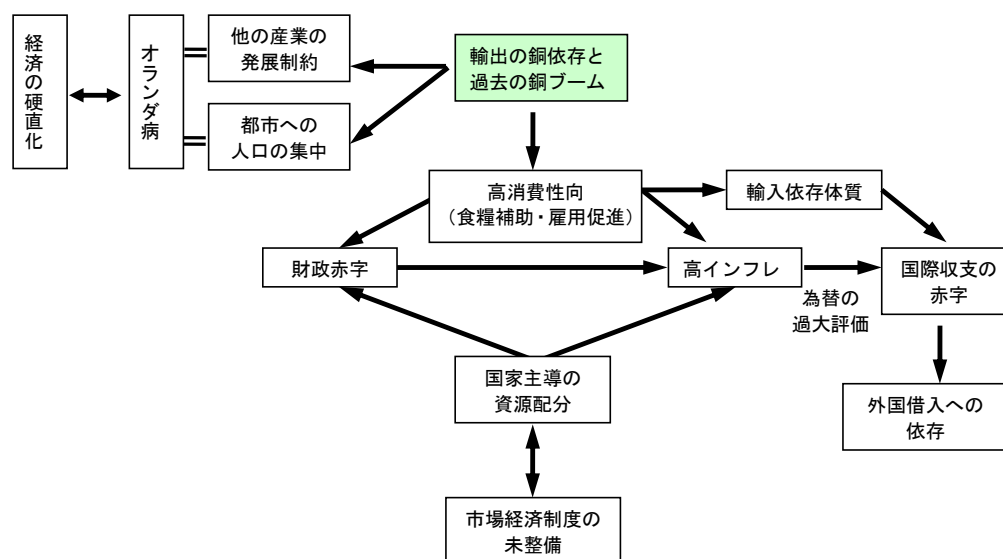 経済の硬直化
オランダ病
他の産業の
発展制約
都市への
人口の集中
輸出の銅依存と
過去の銅ブーム
高消費性向
（食糧補助・雇用促進）
輸入依存体質
財政赤字
高インフレ
為替の
過大評価
国際収支の
赤字
国家主導の
資源配分
外国借入への
依存
市場経済制度の
未整備